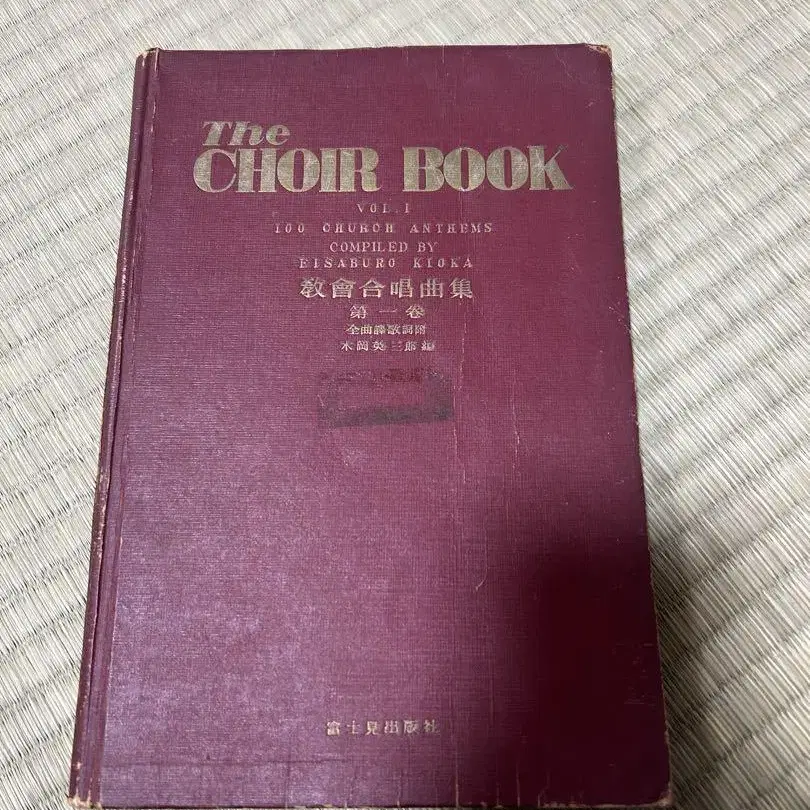 The
CHOIR BOOK
VOL. I
100 CHURCH ANTHEMS
COMPILED BY
EISABURO KIOKA
教會合唱曲集
第一卷
全曲譯歌詞附
木岡英三郎編
富士見出版社